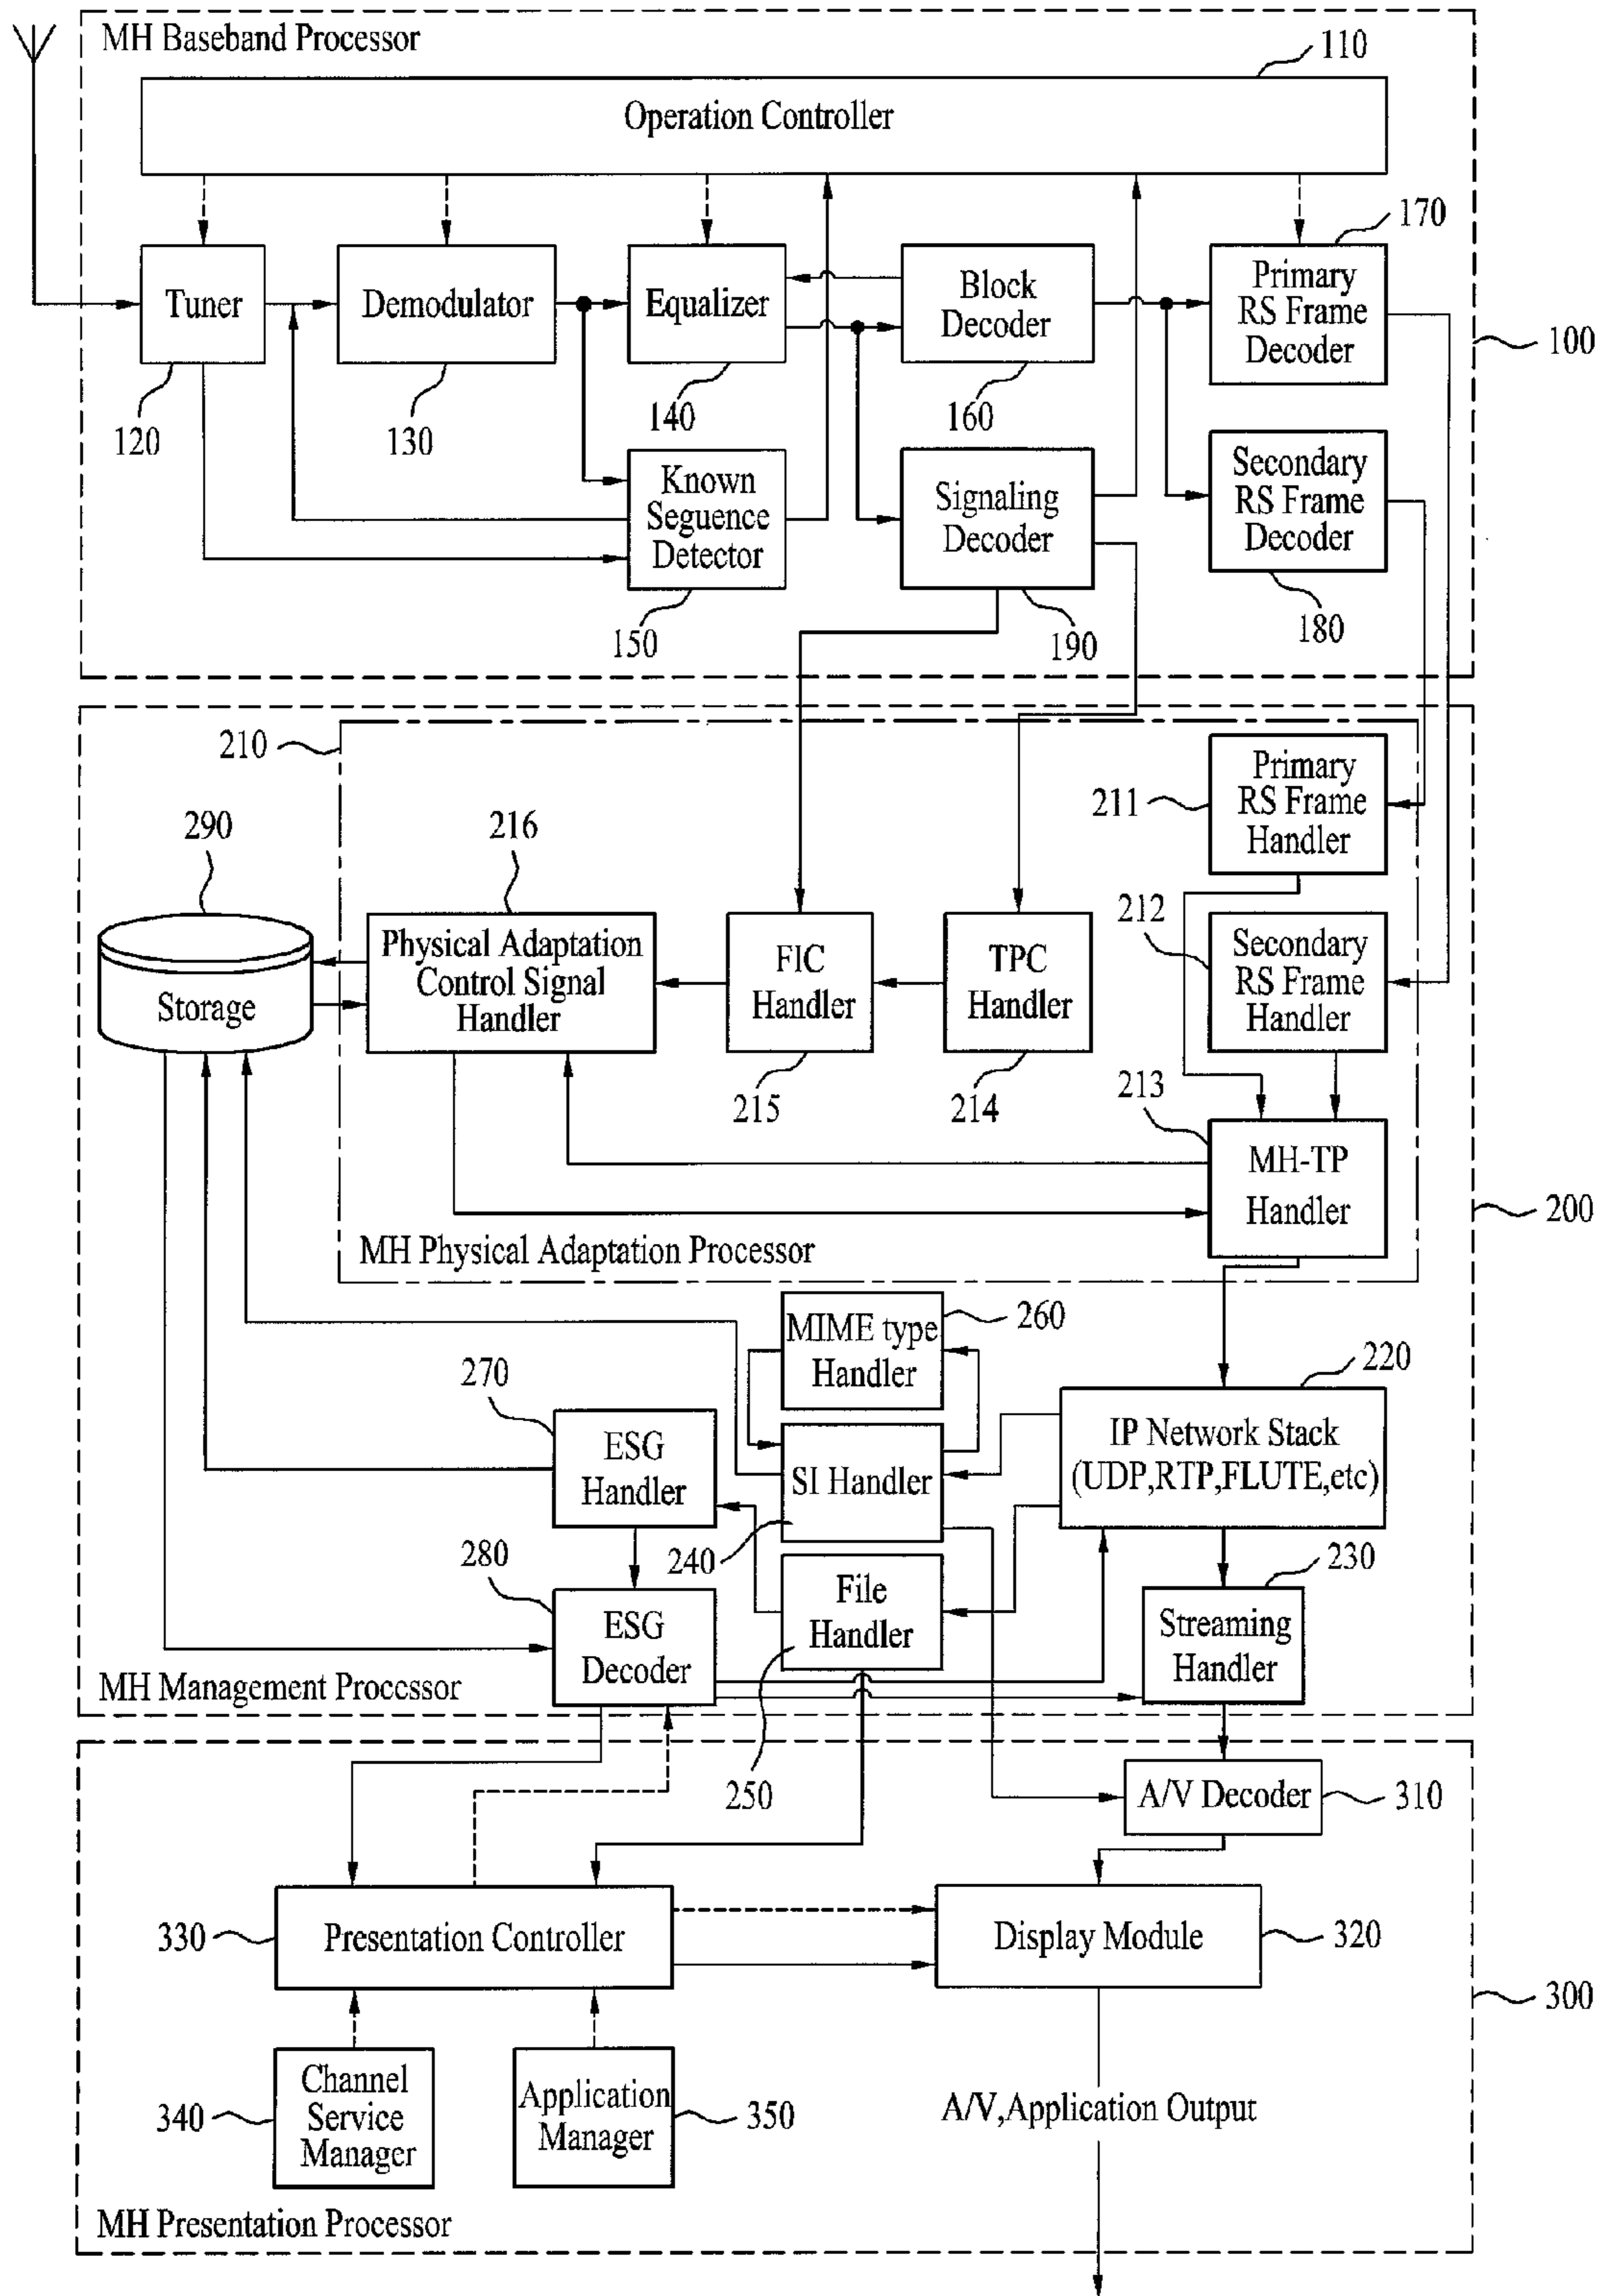 MH Baseband Processor
110
Operation Controller
170
Tuner
Demodulator
Equalizer
Block
Decoder
Primary
RS Frame
Decoder
100
120
130
140
160
Known
Seguence
Detector
Signaling
Decoder
Secondary
RS Frame
Decoder
150
190
180
210
Primary
RS Frame
Handler
211
290
216
212
Storage
Physical Adaptation
Control Signal
Handler
FIC
Handler
TPC
Handler
Secondary
RS Frame
Handler
215
214
213
MH-TP
Handler
200
MH Physical Adaptation Processor
MIME type
Handler
260
220
270
ESG
Handler
SI Handler
IP Network Stack
(UDP,RTP,FLUTE,etc)
240
280
230
ESG
Decoder
File
Handler
Streaming
Handler
MH Management Processor
250
A/V Decoder
310
330
Presentation Controller
Display Module
320
300
Channel
Service
Manager
340
Application
Manager
350
A/V,Application Output
MH Presentation Processor